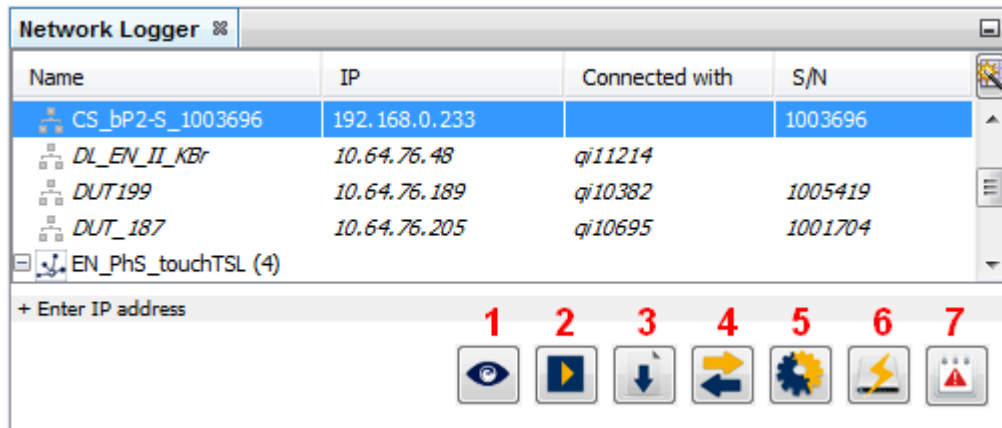 Network Logger
Name IP Connected with S/N
CS_bP2-S_1003696 192.168.0.233 1003696
DL_EN_II_KBr 10.64.76.48 qi11214
DUT199 10.64.76.189 qi10382 1005419
DUT_187 10.64.76.205 qi10695 1001704
EN_PhS_touchTSL (4)
+ Enter IP address
1 2 3 4 5 6 7